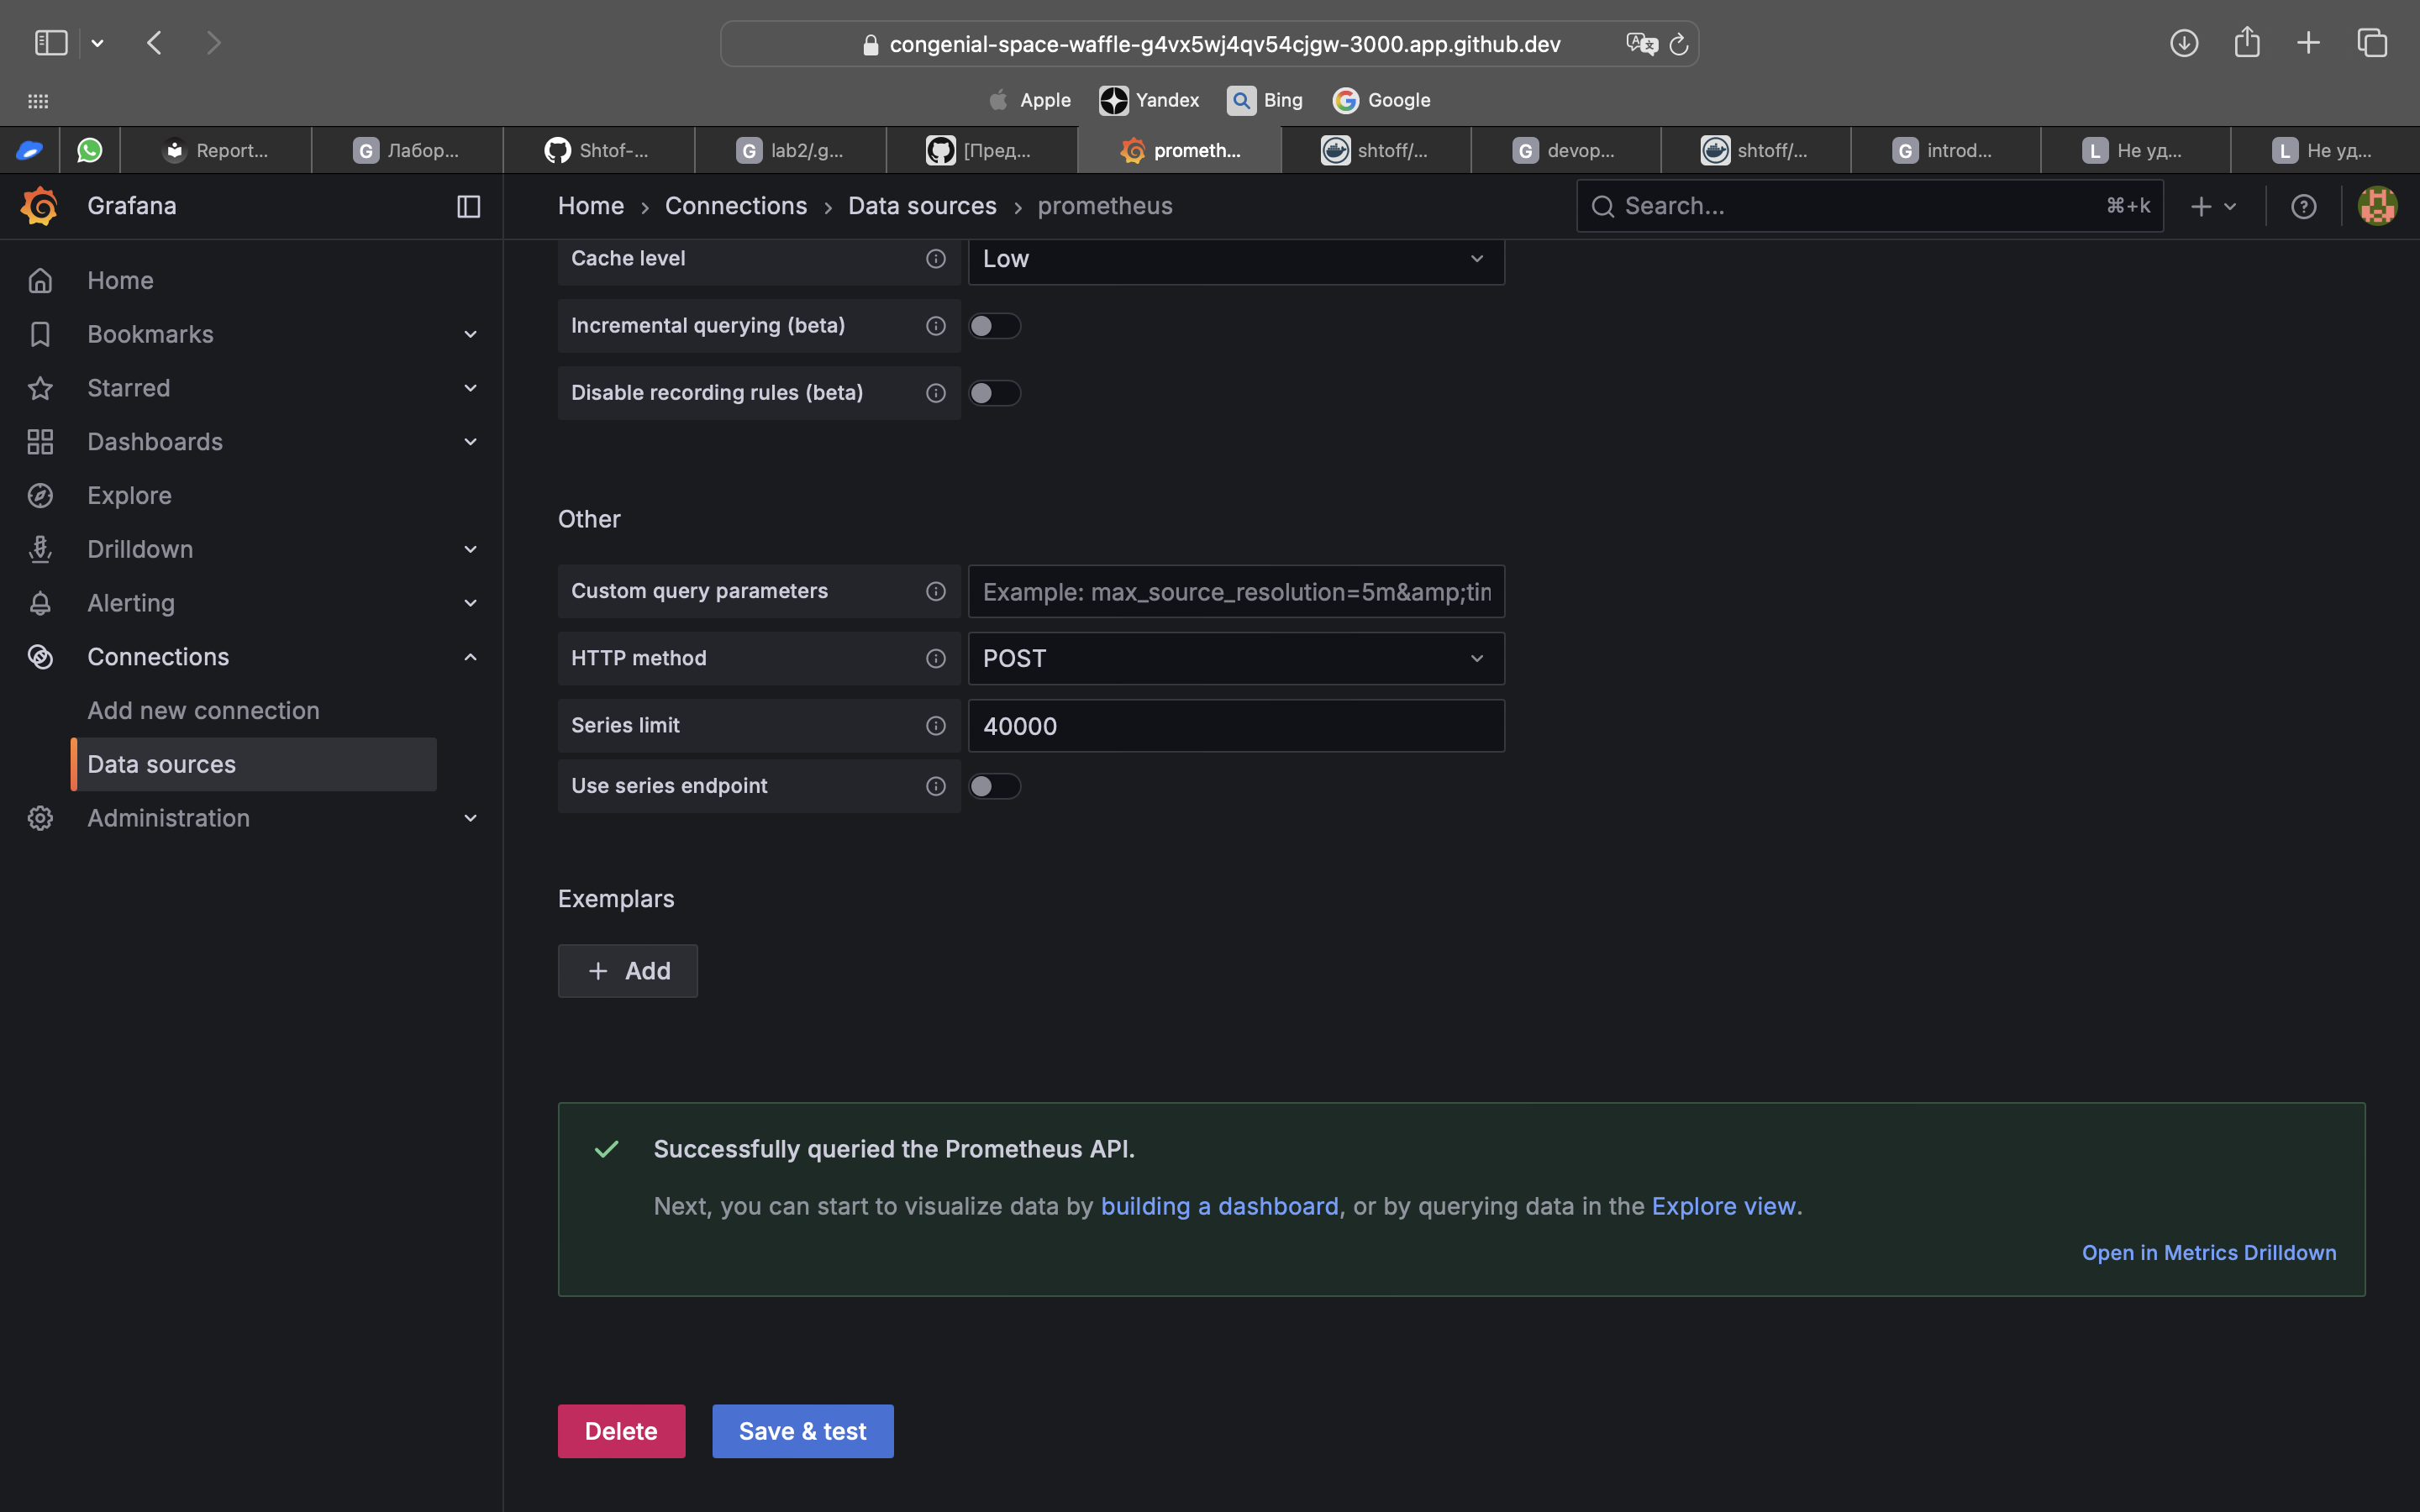 congenial-space-waffle-g4vx5wj4qv54cjgw-3000.app.github.dev
Apple
Yandex
Bing
Google
Report...
G Лабор...
Shtof-...
G lab2/.g...
[Пред...
prometh...
shtoff/...
G devop...
shtoff/...
G introd...
L Не уд...
L Не уд...
Grafana
Home › Connections › Data sources › prometheus
Search...
⌘+k
Home
Bookmarks
Starred
Dashboards
Explore
Drilldown
Alerting
Connections
Add new connection
Data sources
Administration
Cache level
Low
Incremental querying (beta)
Disable recording rules (beta)
Other
Custom query parameters
Example: max_source_resolution=5m&amp;tin
HTTP method
POST
Series limit
40000
Use series endpoint
Exemplars
+ Add
Successfully queried the Prometheus API.
Next, you can start to visualize data by building a dashboard, or by querying data in the Explore view.
Open in Metrics Drilldown
Delete
Save & test